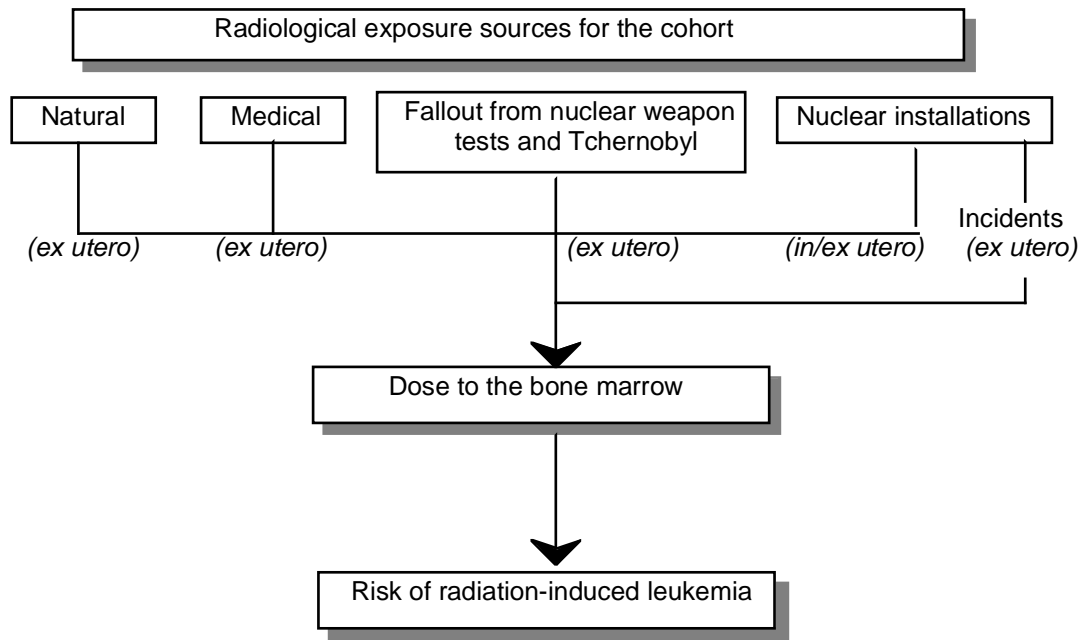 Radiological exposure sources for the cohort
Natural
Medical
Fallout from nuclear weapon
tests and Tchernobyl
Nuclear installations
Incidents
(ex utero)
(ex utero)
(ex utero)
(in/ex utero)
(ex utero)
Dose to the bone marrow
Risk of radiation-induced leukemia